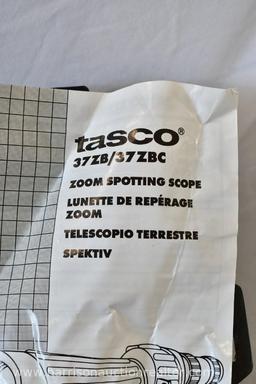 tasco®
37ZB/37ZBC
ZOOM SPOTTING SCOPE
LUNETTE DE REPÉRAGE
ZOOM
TELESCOPIO TERRESTRE
SPEKTIV